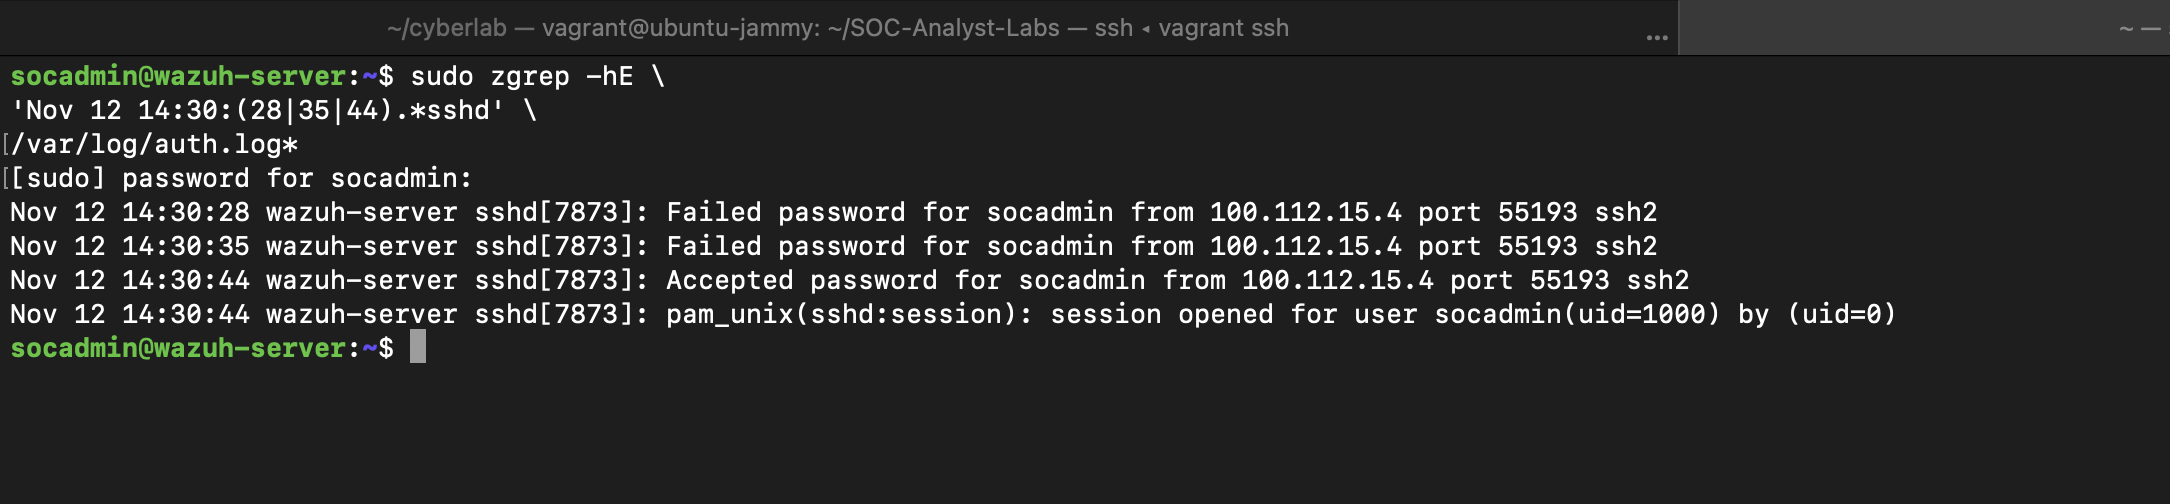 ~/cyberlab — vagrant@ubuntu-jammy: ~/SOC-Analyst-Labs — ssh ◂ vagrant ssh
...
~ —
socadmin@wazuh-server:~$ sudo zgrep -hE \
'Nov 12 14:30:(28|35|44).*sshd' \
[/var/log/auth.log*
[[sudo] password for socadmin:
Nov 12 14:30:28 wazuh-server sshd[7873]: Failed password for socadmin from 100.112.15.4 port 55193 ssh2
Nov 12 14:30:35 wazuh-server sshd[7873]: Failed password for socadmin from 100.112.15.4 port 55193 ssh2
Nov 12 14:30:44 wazuh-server sshd[7873]: Accepted password for socadmin from 100.112.15.4 port 55193 ssh2
Nov 12 14:30:44 wazuh-server sshd[7873]: pam_unix(sshd:session): session opened for user socadmin(uid=1000) by (uid=0)
socadmin@wazuh-server:~$